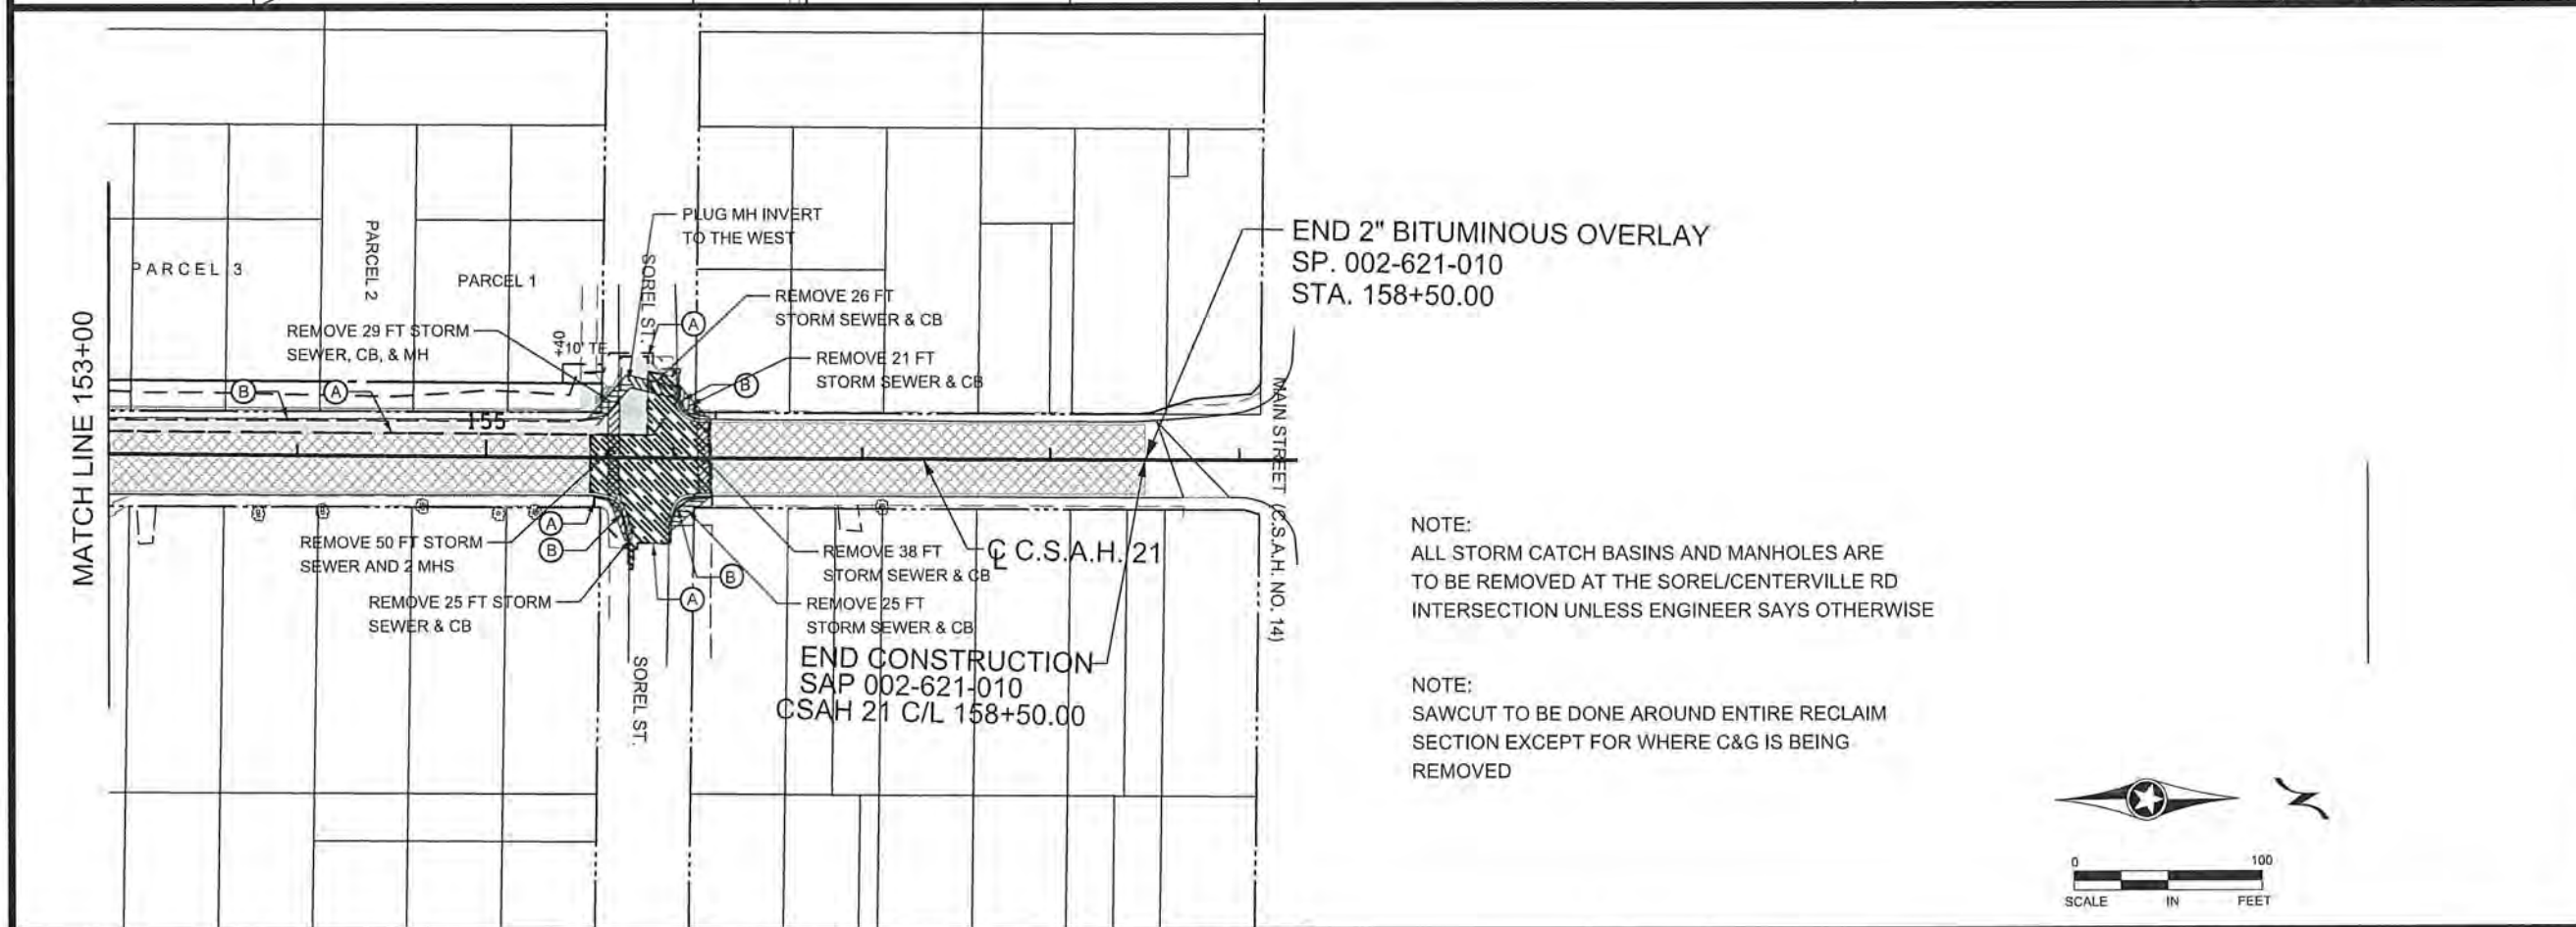 MATCH LINE 153+00
PARCEL 3
PARCEL 2
PARCEL 1
PLUG MH INVERT
TO THE WEST
SOREL ST.
REMOVE 26 FT
STORM SEWER & CB
REMOVE 29 FT STORM
SEWER, CB, & MH
+40
+10' TE
A
REMOVE 21 FT
STORM SEWER & CB
B
B
A
155
END 2" BITUMINOUS OVERLAY
SP. 002-621-010
STA. 158+50.00
MAIN STREET (C.S.A.H. NO. 14)
A
B
REMOVE 50 FT STORM
SEWER AND 2 MHS
REMOVE 25 FT STORM
SEWER & CB
B
A
REMOVE 38 FT
STORM SEWER & CB
REMOVE 25 FT
STORM SEWER & CB
℄ C.S.A.H. 21
SOREL ST.
END CONSTRUCTION
SAP 002-621-010
CSAH 21 C/L 158+50.00
NOTE:
ALL STORM CATCH BASINS AND MANHOLES ARE
TO BE REMOVED AT THE SOREL/CENTERVILLE RD
INTERSECTION UNLESS ENGINEER SAYS OTHERWISE
NOTE:
SAWCUT TO BE DONE AROUND ENTIRE RECLAIM
SECTION EXCEPT FOR WHERE C&G IS BEING
REMOVED
Z
0 100
SCALE IN FEET